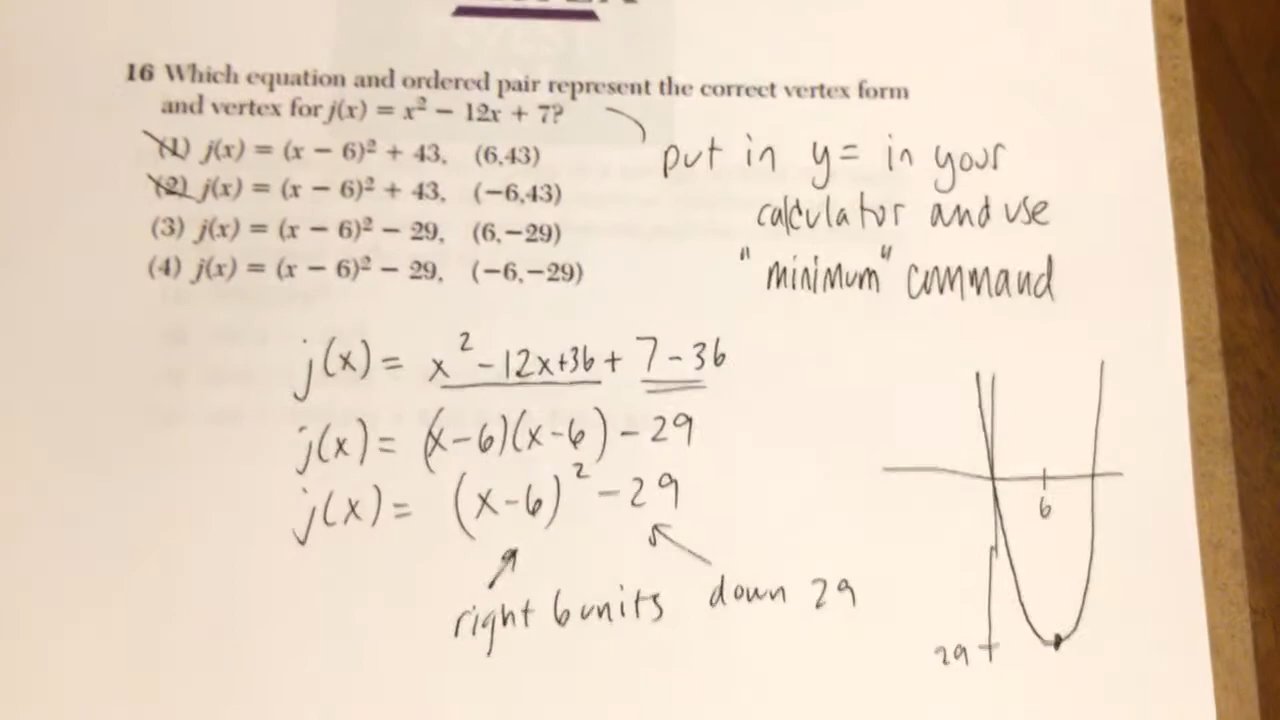 16 Which equation and ordered pair represent the correct vertex form
and vertex for j(x) = x² − 12x + 7?
(1) j(x) = (x − 6)² + 43, (6,43)
(2) j(x) = (x − 6)² + 43, (−6,43)
(3) j(x) = (x − 6)² − 29, (6,−29)
(4) j(x) = (x − 6)² − 29, (−6,−29)
put in y= in your
calculator and use
"minimum" command
j(x) = x² −12x+36 + 7−36
j(x) = (x−6)(x−6) −29
j(x) = (x−6)² −29
right 6 units down 29
6
29